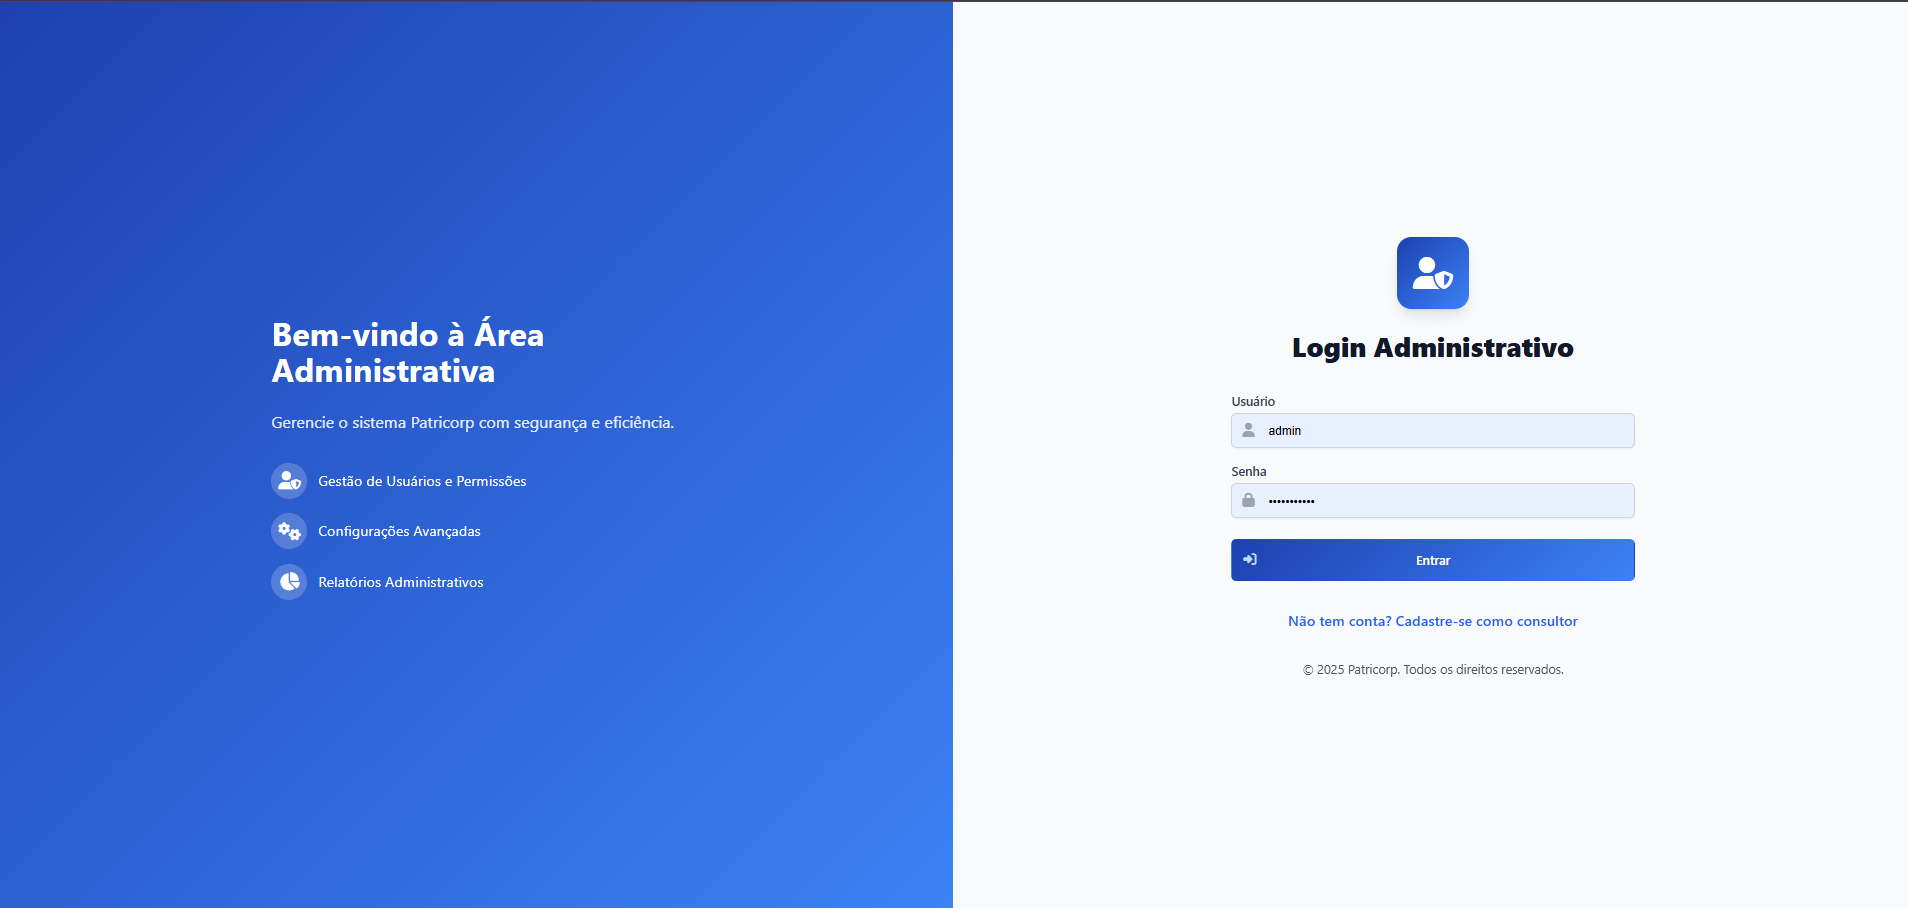 Bem-vindo à Área
Administrativa
Gerencie o sistema Patricorp com segurança e eficiência.
Gestão de Usuários e Permissões
Configurações Avançadas
Relatórios Administrativos
Login Administrativo
Usuário
admin
Senha
•••••••••••
Entrar
Não tem conta? Cadastre-se como consultor
© 2025 Patricorp. Todos os direitos reservados.